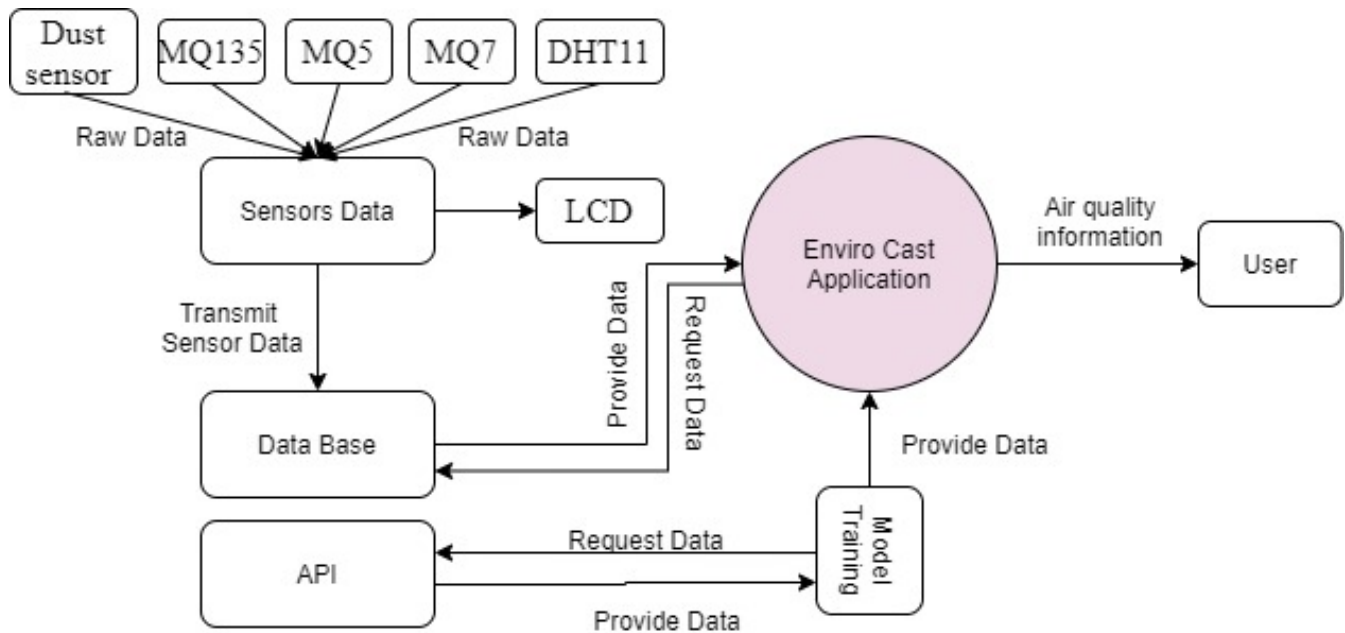 Dust
sensor
MQ135
MQ5
MQ7
DHT11
Raw Data
Raw Data
Sensors Data
LCD
Transmit
Sensor Data
Data Base
Provide Data
Request Data
Enviro Cast
Application
Air quality
information
User
Provide Data
Model
Training
API
Request Data
Provide Data